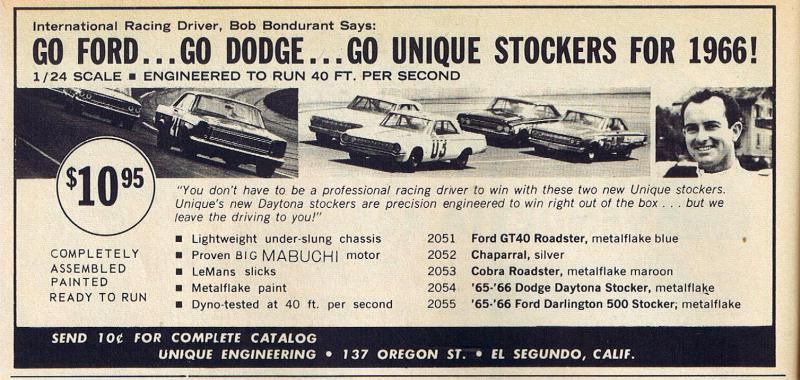 International Racing Driver, Bob Bondurant Says:
GO FORD...GO DODGE...GO UNIQUE STOCKERS FOR 1966!
1/24 SCALE ■ ENGINEERED TO RUN 40 FT. PER SECOND
03
$10 95
"You don't have to be a professional racing driver to win with these two new Unique stockers.
Unique's new Daytona stockers are precision engineered to win right out of the box . . . but we
leave the driving to you!"
COMPLETELY
ASSEMBLED
PAINTED
READY TO RUN
■ Lightweight under-slung chassis
■ Proven BIG MABUCHI motor
■ LeMans slicks
■ Metalflake paint
■ Dyno-tested at 40 ft. per second
2051 Ford GT40 Roadster, metalflake blue
2052 Chaparral, silver
2053 Cobra Roadster, metalflake maroon
2054 '65-'66 Dodge Daytona Stocker, metalflake
2055 '65-'66 Ford Darlington 500 Stocker; metalflake
SEND 10¢ FOR COMPLETE CATALOG
UNIQUE ENGINEERING • 137 OREGON ST. • EL SEGUNDO, CALIF.